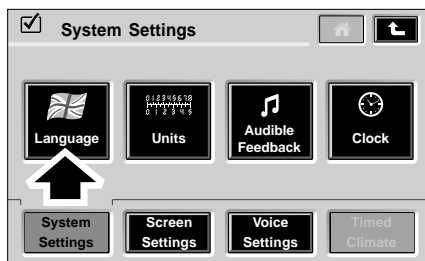 System Settings
Language
Units
Audible
Feedback
Clock
System
Settings
Screen
Settings
Voice
Settings
Timed
Climate